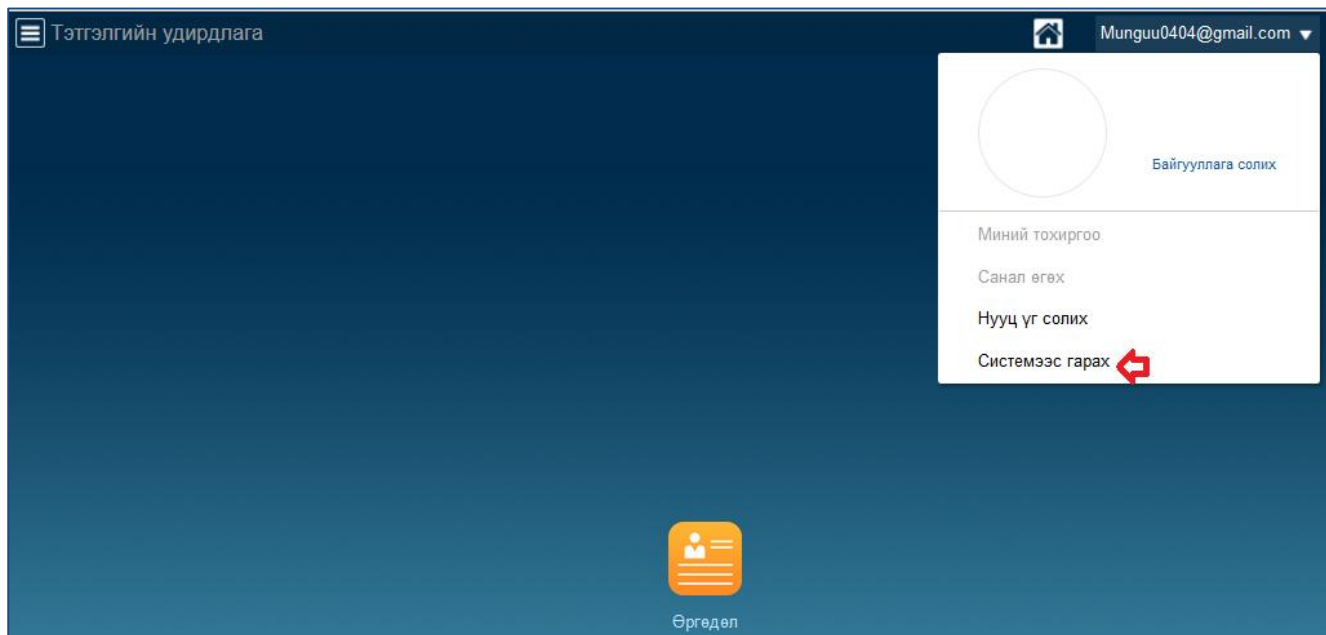 Тэтгэлгийн удирдлага
Munguu0404@gmail.com
Байгууллага солих
Миний тохиргоо
Санал өгөх
Нууц үг солих
Системээс гарах
Өргөдөл